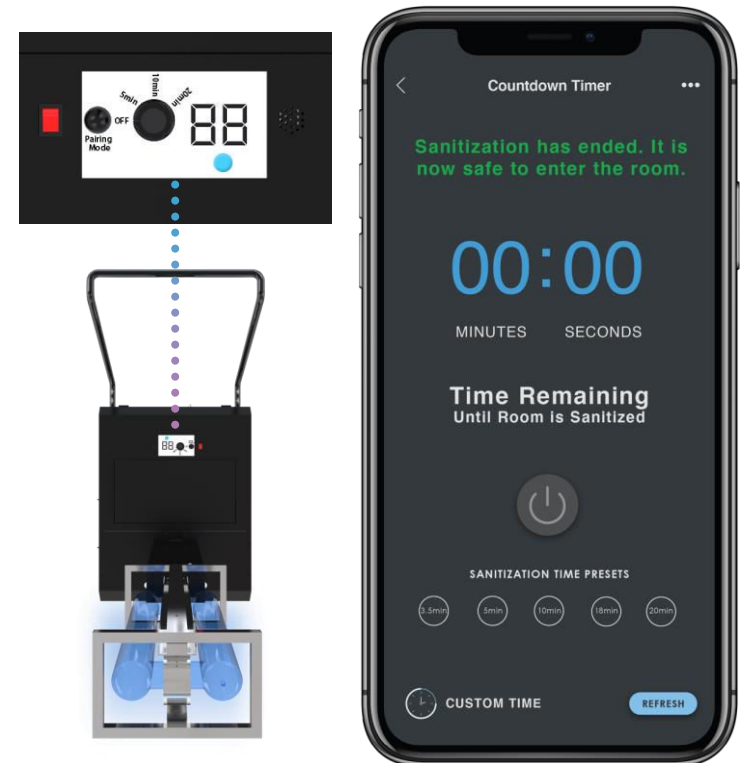 OFF
5min
10min
20min
88
Pairing
Mode
88
Countdown Timer
Sanitization has ended. It is
now safe to enter the room.
00:00
MINUTES SECONDS
Time Remaining
Until Room is Sanitized
SANITIZATION TIME PRESETS
3.5min 5min 10min 18min 20min
CUSTOM TIME
REFRESH